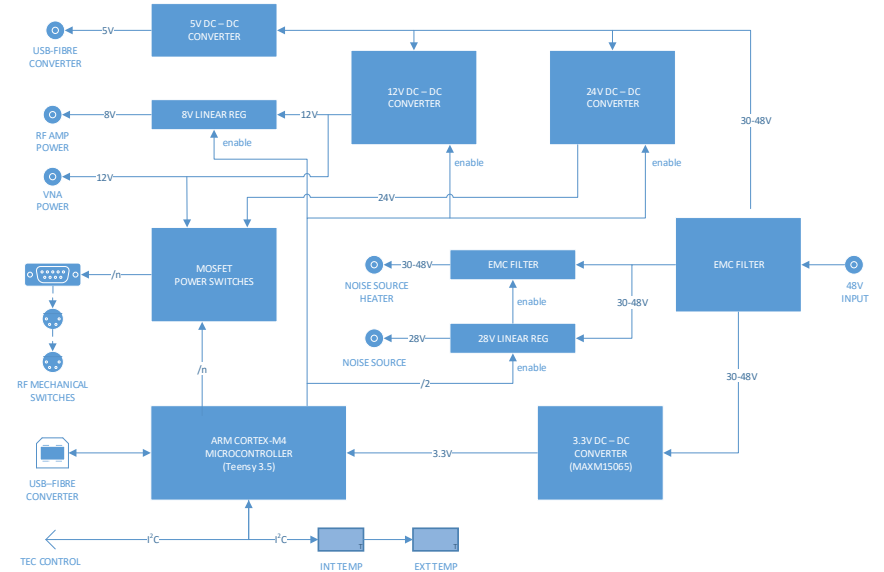 5V DC – DC
CONVERTER
5V
USB-FIBRE
CONVERTER
12V DC – DC
CONVERTER
24V DC – DC
CONVERTER
8V
8V LINEAR REG
12V
30-48V
RF AMP
POWER
enable
enable
enable
12V
VNA
POWER
24V
MOSFET
POWER SWITCHES
/n
30-48V
EMC FILTER
EMC FILTER
48V
INPUT
NOISE SOURCE
HEATER
enable
30-48V
28V
28V LINEAR REG
NOISE SOURCE
enable
/n
/2
30-48V
RF MECHANICAL
SWITCHES
ARM CORTEX-M4
MICROCONTROLLER
(Teensy 3.5)
3.3V
3.3V DC – DC
CONVERTER
(MAXM15065)
USB–FIBRE
CONVERTER
I²C
I²C
T
T
TEC CONTROL
INT TEMP
EXT TEMP